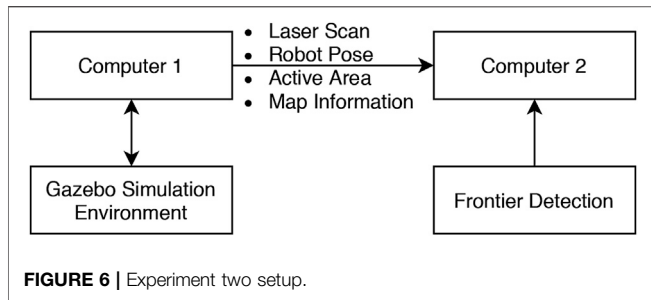 Computer 1
• Laser Scan
• Robot Pose
• Active Area
• Map Information
Computer 2
Gazebo Simulation
Environment
Frontier Detection
FIGURE 6 | Experiment two setup.